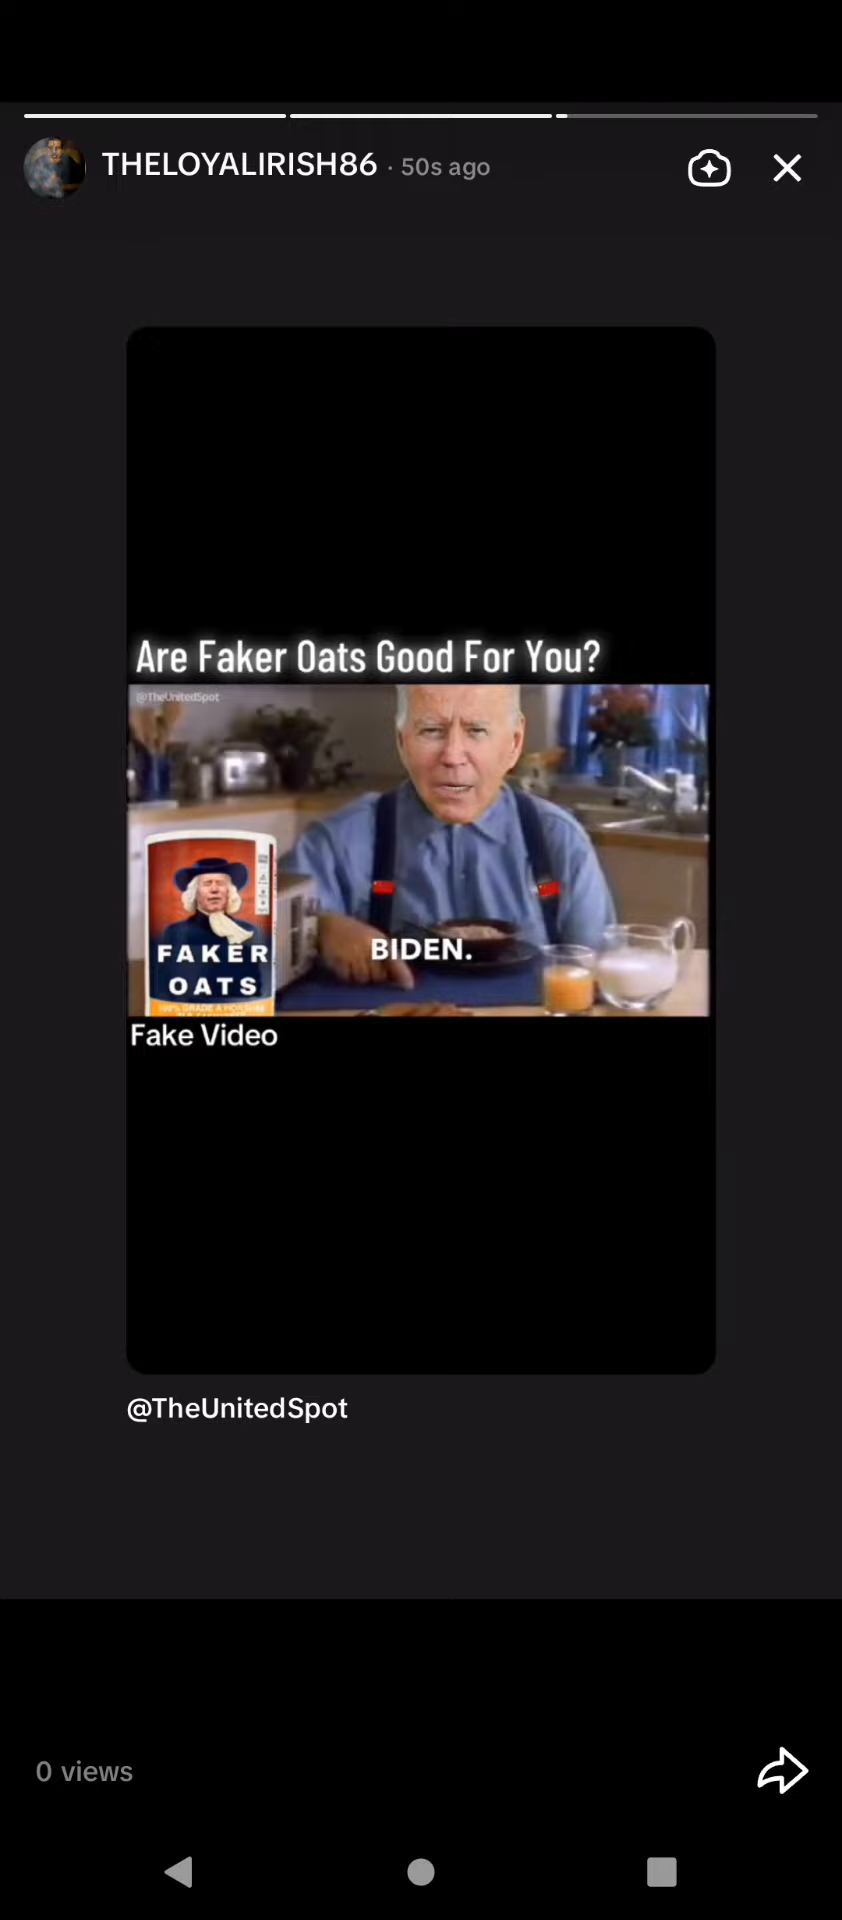 THELOYALIRISH86 · 50s ago
Are Faker Oats Good For You?
@TheUnitedSpot
FAKER
OATS
BIDEN.
Fake Video
@TheUnitedSpot
0 views